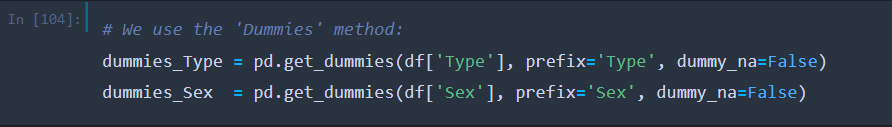 In [104]:
# We use the 'Dummies' method:
dummies_Type = pd.get_dummies(df['Type'], prefix='Type', dummy_na=False)
dummies_Sex  = pd.get_dummies(df['Sex'], prefix='Sex', dummy_na=False)